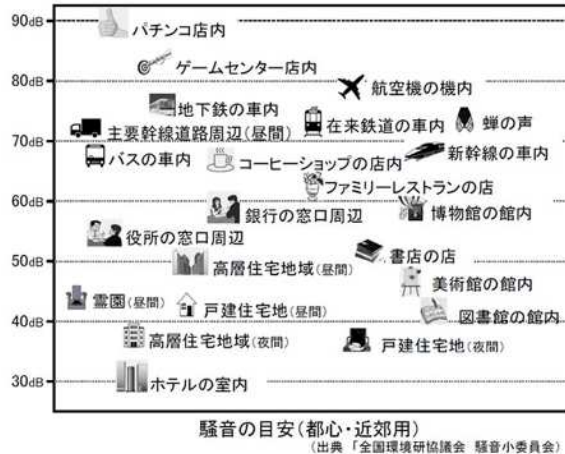 90dB
パチンコ店内
ゲームセンター店内
80dB
航空機の機内
地下鉄の車内
在来鉄道の車内
蝉の声
主要幹線道路周辺(昼間)
70dB
バスの車内
コーヒーショップの店内
新幹線の車内
ファミリーレストランの店
60dB
銀行の窓口周辺
博物館の館内
役所の窓口周辺
書店の店
50dB
高層住宅地域(昼間)
美術館の館内
霊園(昼間)
戸建住宅地(昼間)
図書館の館内
40dB
高層住宅地域(夜間)
戸建住宅地(夜間)
30dB
ホテルの室内
騒音の目安(都心・近郊用)
(出典 「全国環境研協議会 騒音小委員会)